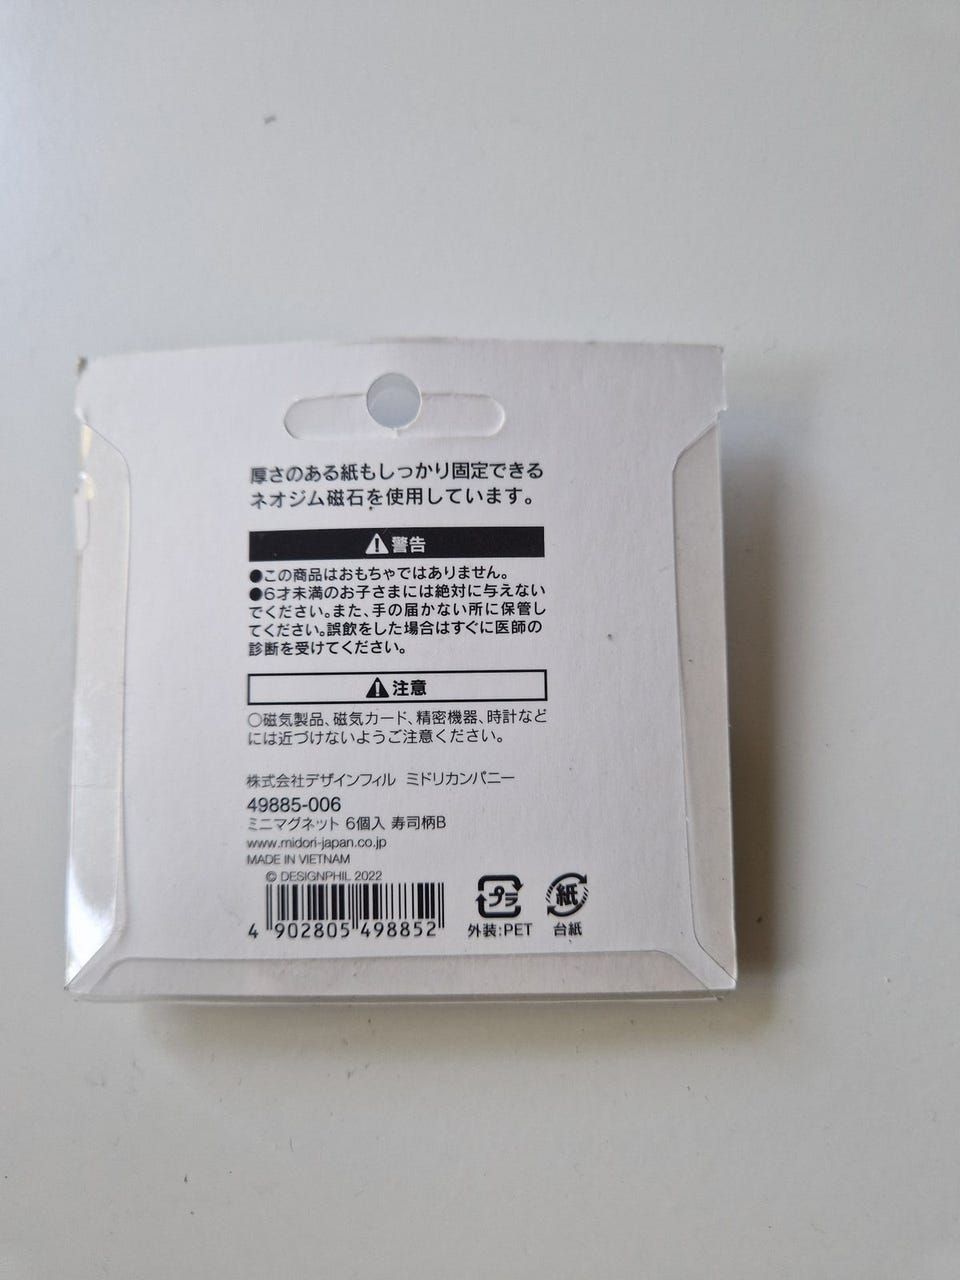 厚さのある紙もしっかり固定できる
ネオジム磁石を使用しています。
警告
●この商品はおもちゃではありません。
●6才未満のお子さまには絶対に与えない
でください。また、手の届かない所に保管し
てください。誤飲をした場合はすぐに医師の
診断を受けてください。
注意
○磁気製品、磁気カード、精密機器、時計など
には近づけないようご注意ください。
株式会社デザインフィル ミドリカンパニー
49885-006
ミニマグネット 6個入 寿司柄B
www.midori-japan.co.jp
MADE IN VIETNAM
© DESIGNPHIL 2022
4 902805 498852
プラ 紙
外装:PET 台紙